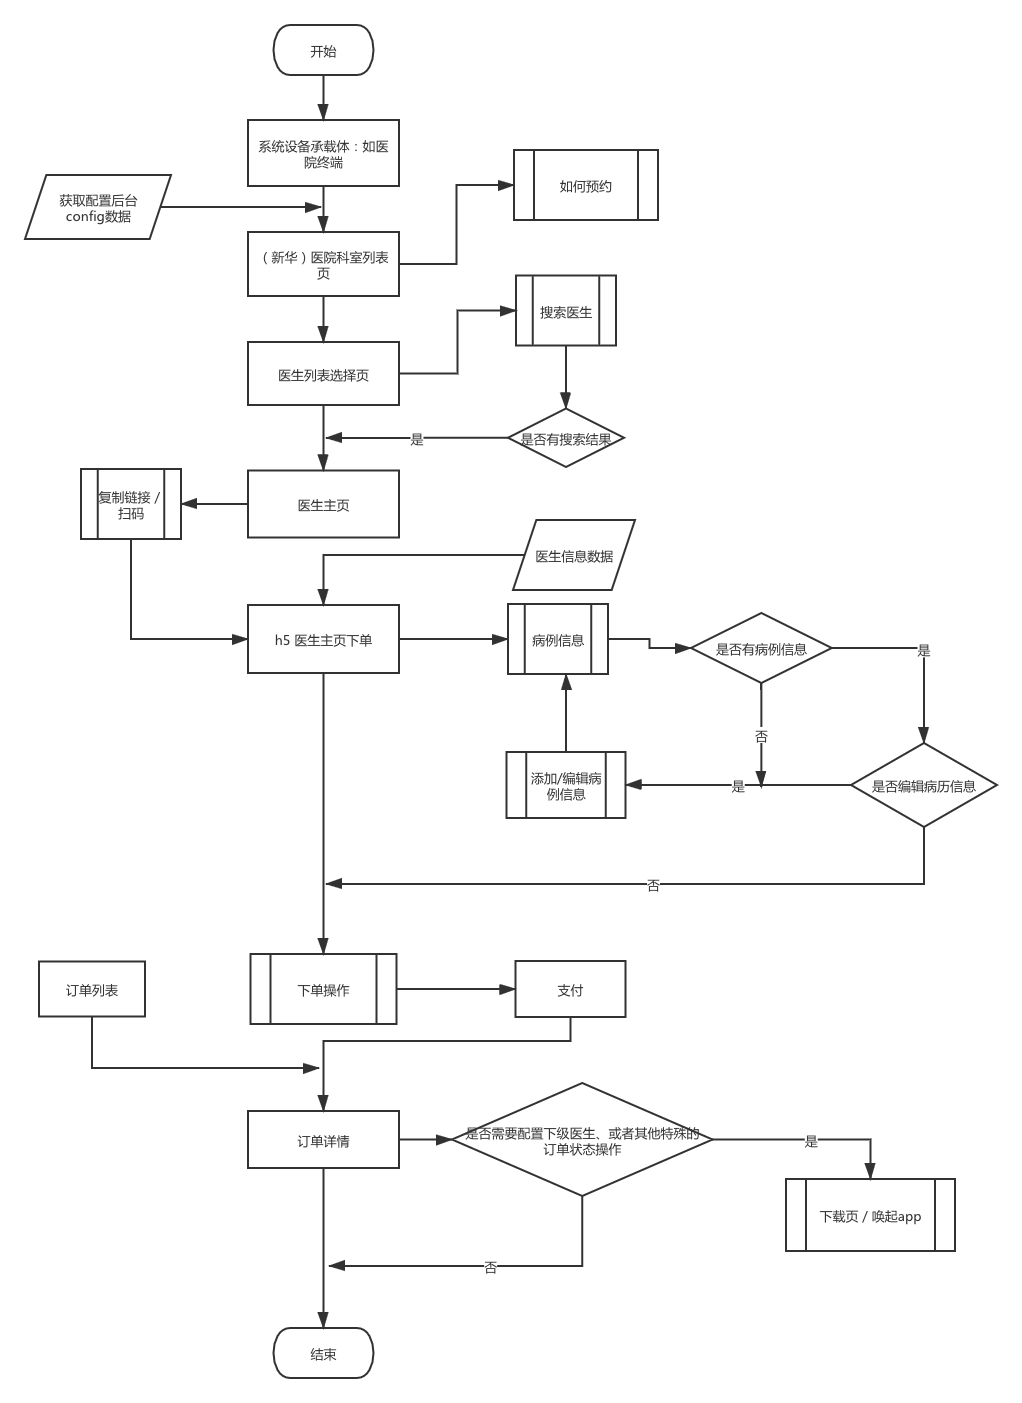 开始
系统设备承载体：如医
院终端
获取配置后台
config数据
如何预约
（新华）医院科室列表
页
搜索医生
医生列表选择页
是否有搜索结果
是
复制链接 /
扫码
医生主页
医生信息数据
h5 医生主页下单
病例信息
是否有病例信息
是
否
添加/编辑病
例信息
是
是否编辑病历信息
否
订单列表
下单操作
支付
订单详情
是否需要配置下级医生、或者其他特殊的
订单状态操作
是
下载页 / 唤起app
否
结束